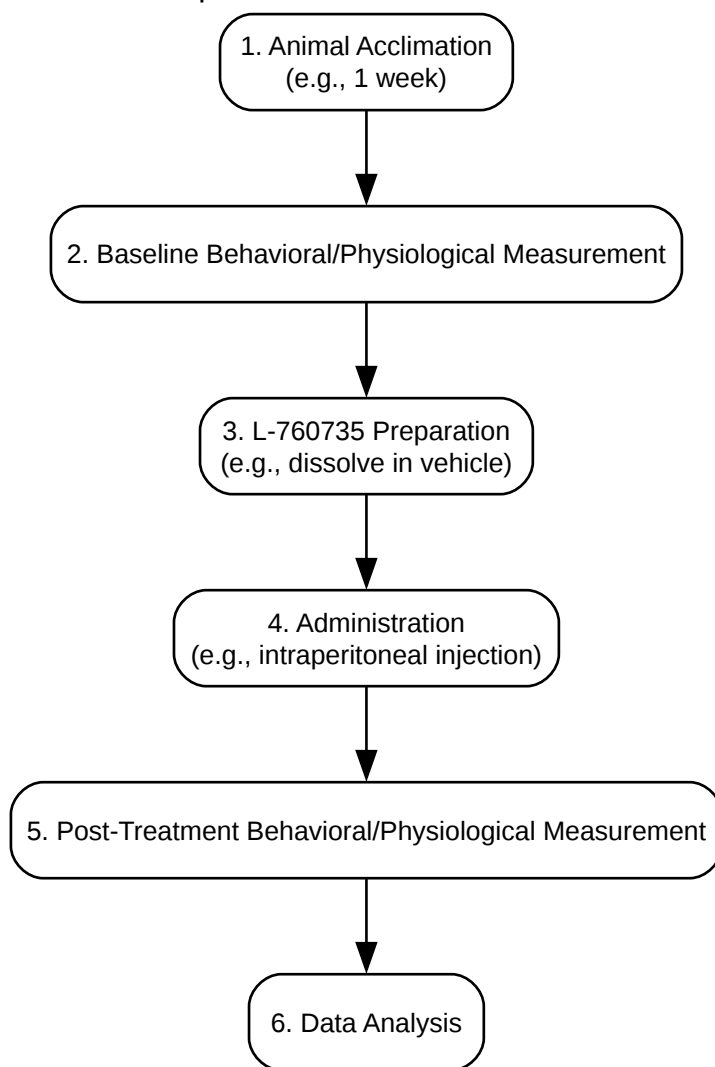 1. Animal Acclimation
(e.g., 1 week)
2. Baseline Behavioral/Physiological Measurement
3. L-760735 Preparation
(e.g., dissolve in vehicle)
4. Administration
(e.g., intraperitoneal injection)
5. Post-Treatment Behavioral/Physiological Measurement
6. Data Analysis